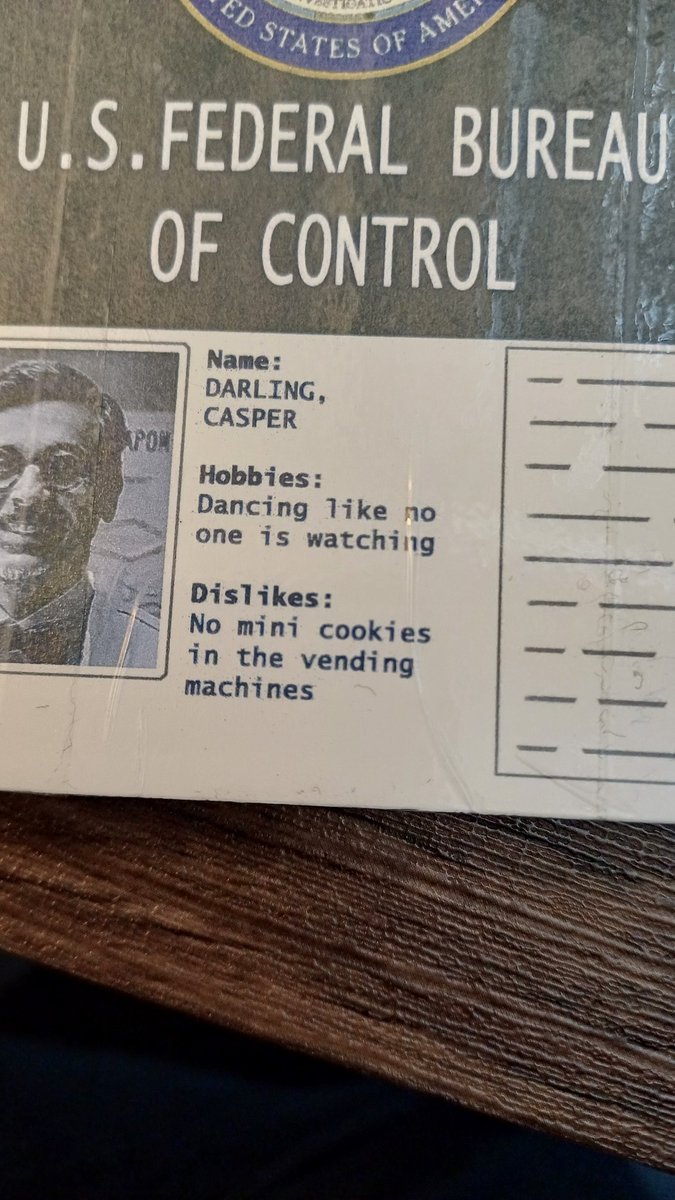 STATES OF
U.S. FEDERAL BUREAU
OF CONTROL
Name:
DARLING,
CASPER
Hobbies:
Dancing like no
one is watching
Dislikes:
No mini cookies
in the vending
machines